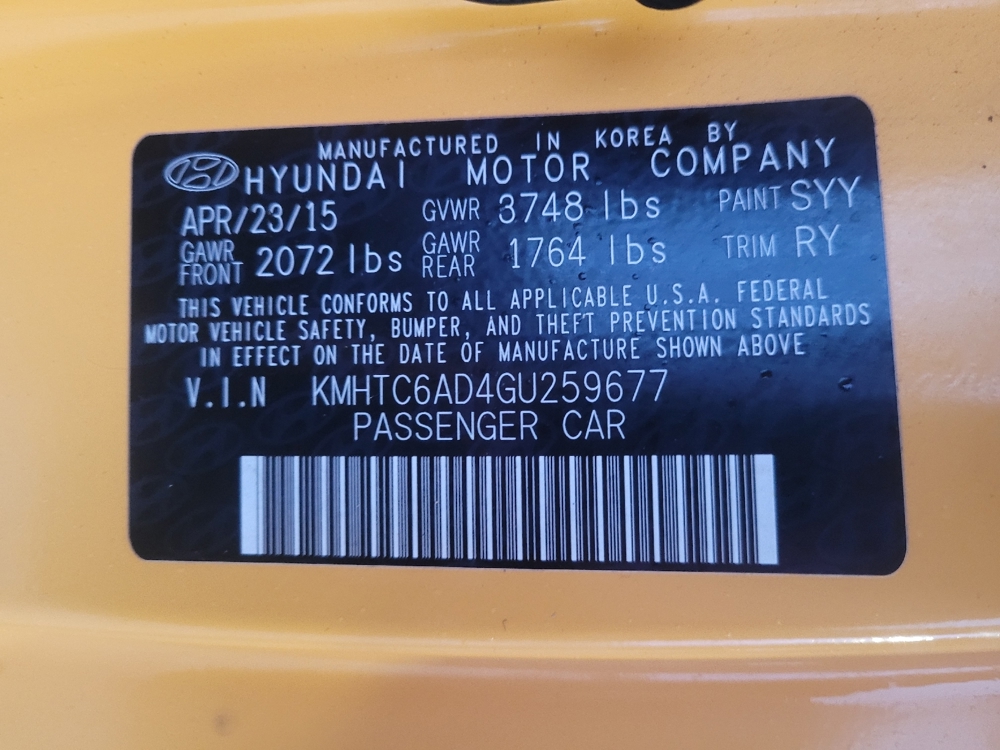 MANUFACTURED IN KOREA BY
HYUNDAI MOTOR COMPANY
APR/23/15 GVWR 3748 lbs PAINT SYY
GAWR FRONT 2072 lbs GAWR REAR 1764 lbs TRIM RY
THIS VEHICLE CONFORMS TO ALL APPLICABLE U.S.A. FEDERAL
MOTOR VEHICLE SAFETY, BUMPER, AND THEFT PREVENTION STANDARDS
IN EFFECT ON THE DATE OF MANUFACTURE SHOWN ABOVE
V.I.N KMHTC6AD4GU259677
PASSENGER CAR